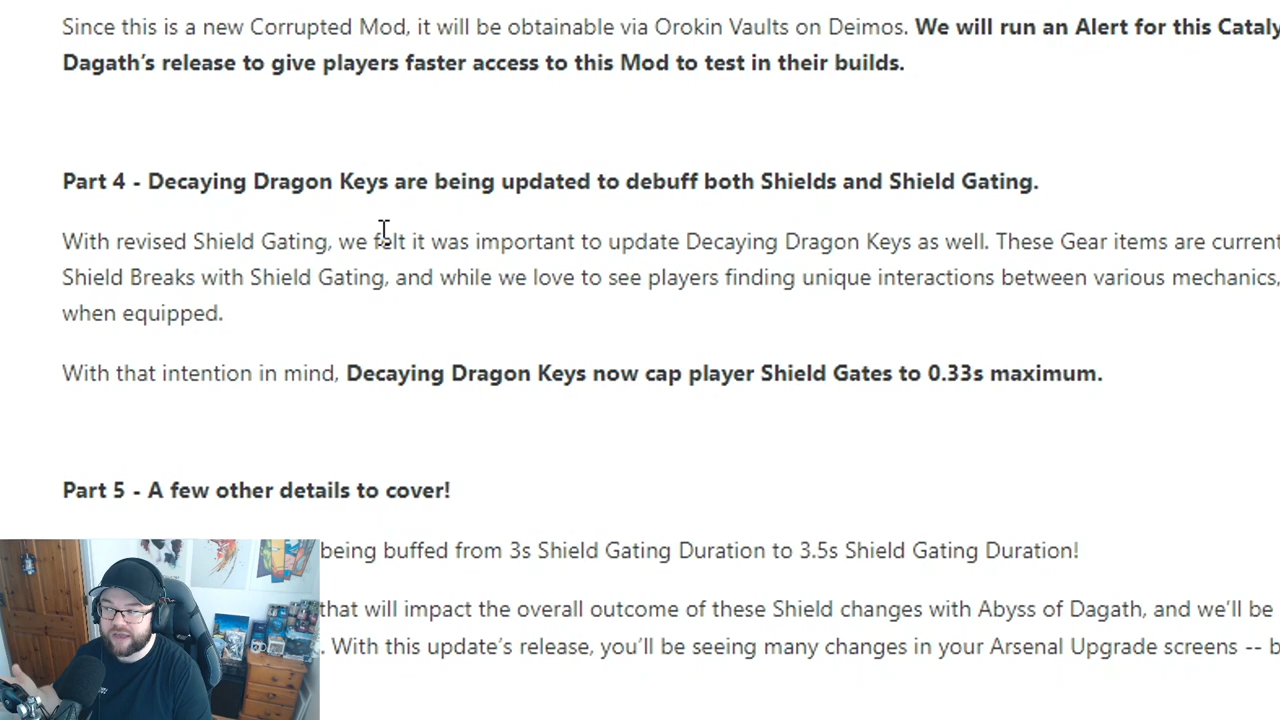 Since this is a new Corrupted Mod, it will be obtainable via Orokin Vaults on Deimos. We will run an Alert for this Cataly
Dagath's release to give players faster access to this Mod to test in their builds.
Part 4 - Decaying Dragon Keys are being updated to debuff both Shields and Shield Gating.
With revised Shield Gating, we felt it was important to update Decaying Dragon Keys as well. These Gear items are current
Shield Breaks with Shield Gating, and while we love to see players finding unique interactions between various mechanics,
when equipped.
With that intention in mind, Decaying Dragon Keys now cap player Shield Gates to 0.33s maximum.
Part 5 - A few other details to cover!
being buffed from 3s Shield Gating Duration to 3.5s Shield Gating Duration!
that will impact the overall outcome of these Shield changes with Abyss of Dagath, and we'll be
. With this update's release, you'll be seeing many changes in your Arsenal Upgrade screens -- b